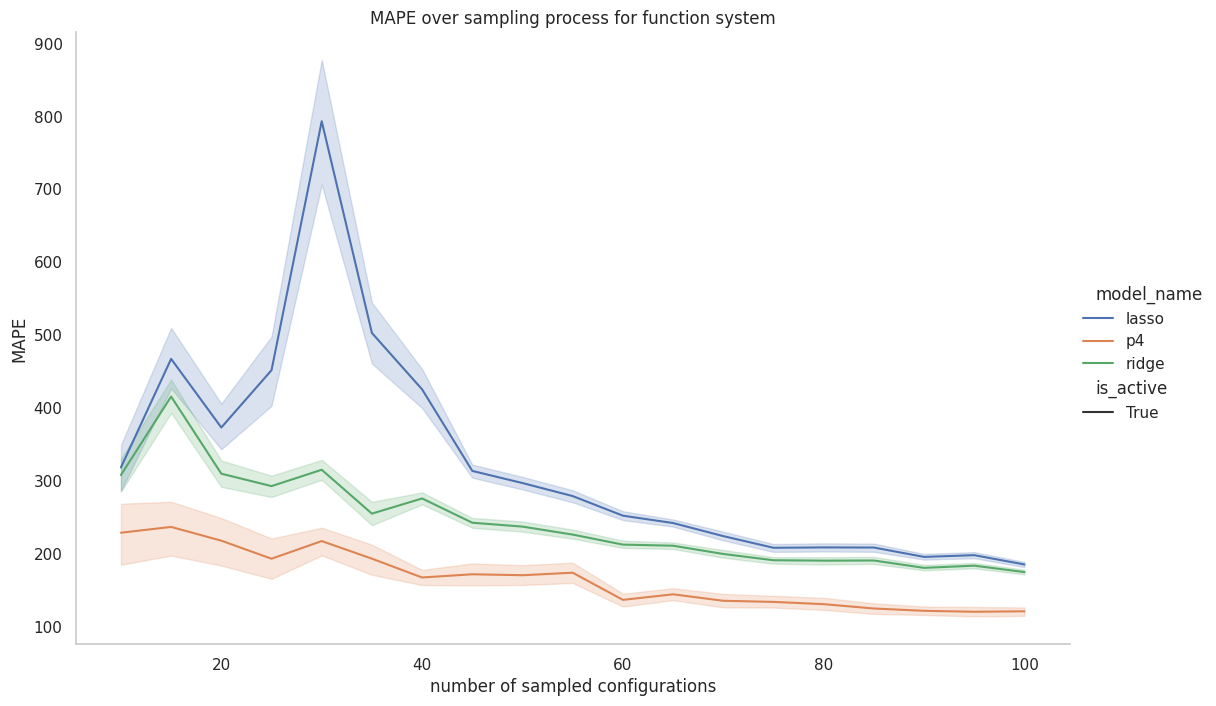 MAPE over sampling process for function system
900
800
700
600
500
400
300
200
100
MAPE
20 40 60 80 100
number of sampled configurations
model_name
lasso
p4
ridge
is_active
True